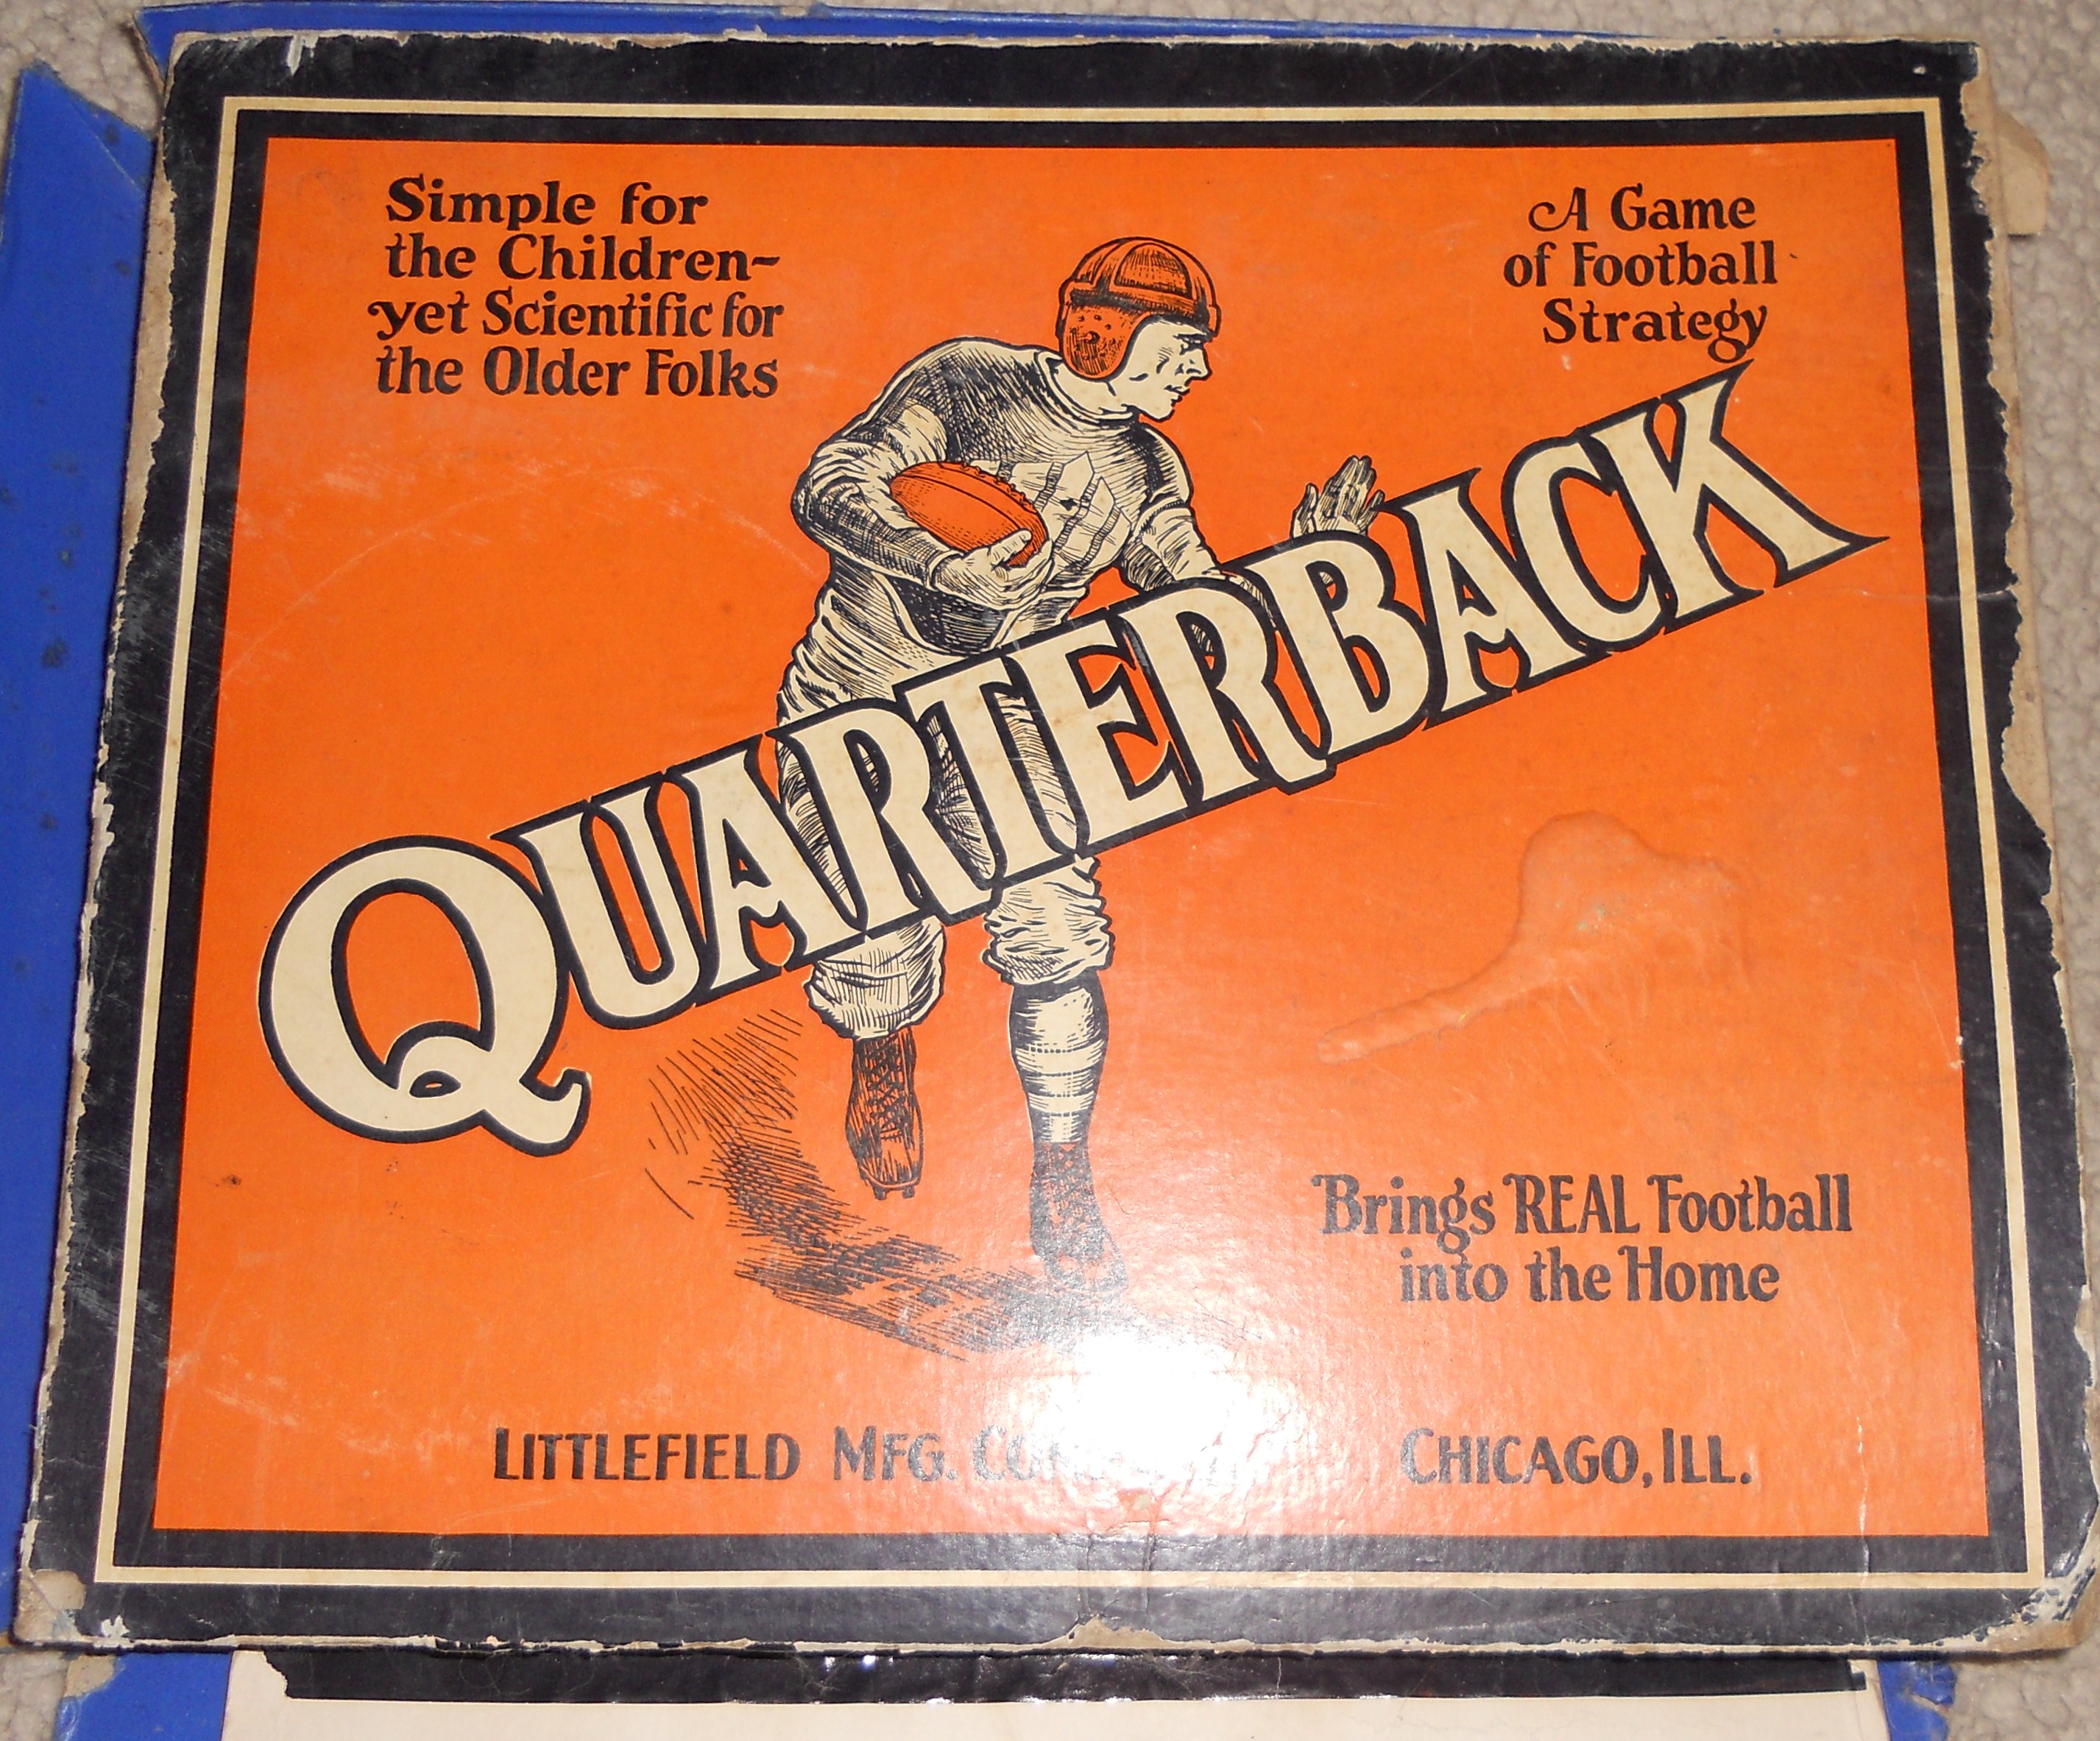 Simple for
the Children-
yet Scientific for
the Older Folks
A Game
of Football
Strategy
QUARTERBACK
Brings REAL Football
into the Home
LITTLEFIELD MFG. CHICAGO, ILL.